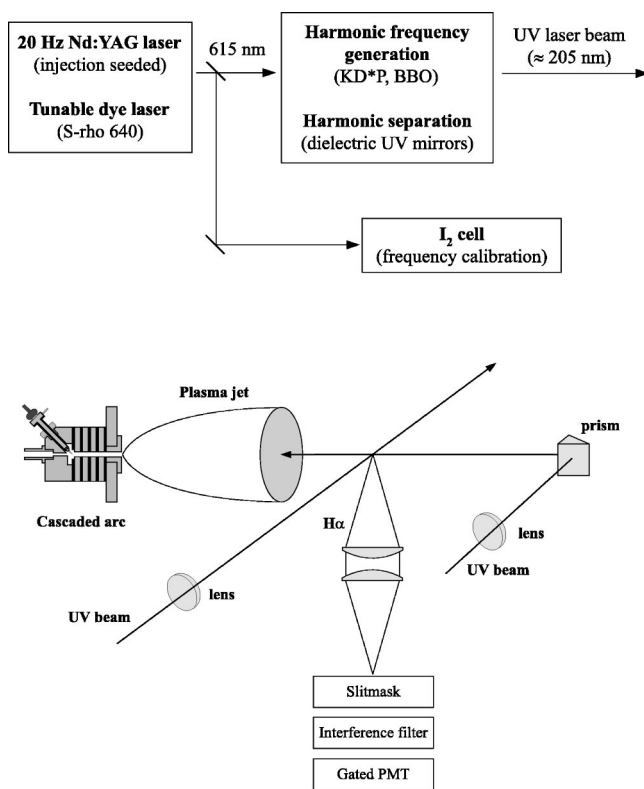 20 Hz Nd:YAG laser
(injection seeded)
Tunable dye laser
(S-rho 640)
615 nm
Harmonic frequency
generation
(KD*P, BBO)
Harmonic separation
(dielectric UV mirrors)
UV laser beam
(≈ 205 nm)
I₂ cell
(frequency calibration)
Plasma jet
prism
Cascaded arc
Hα
lens
UV beam
lens
UV beam
Slitmask
Interference filter
Gated PMT